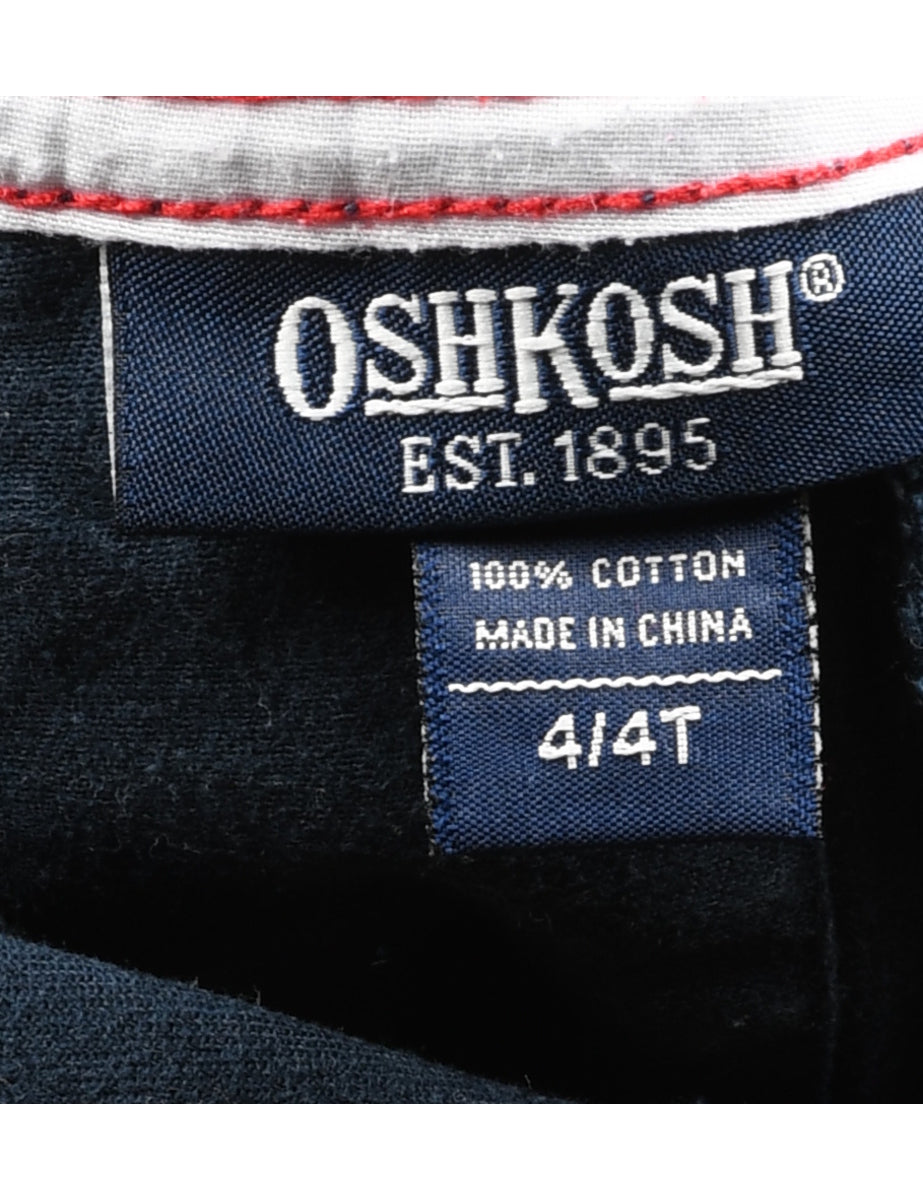 OSHKOSH®
EST. 1895
100% COTTON
MADE IN CHINA
4/4T